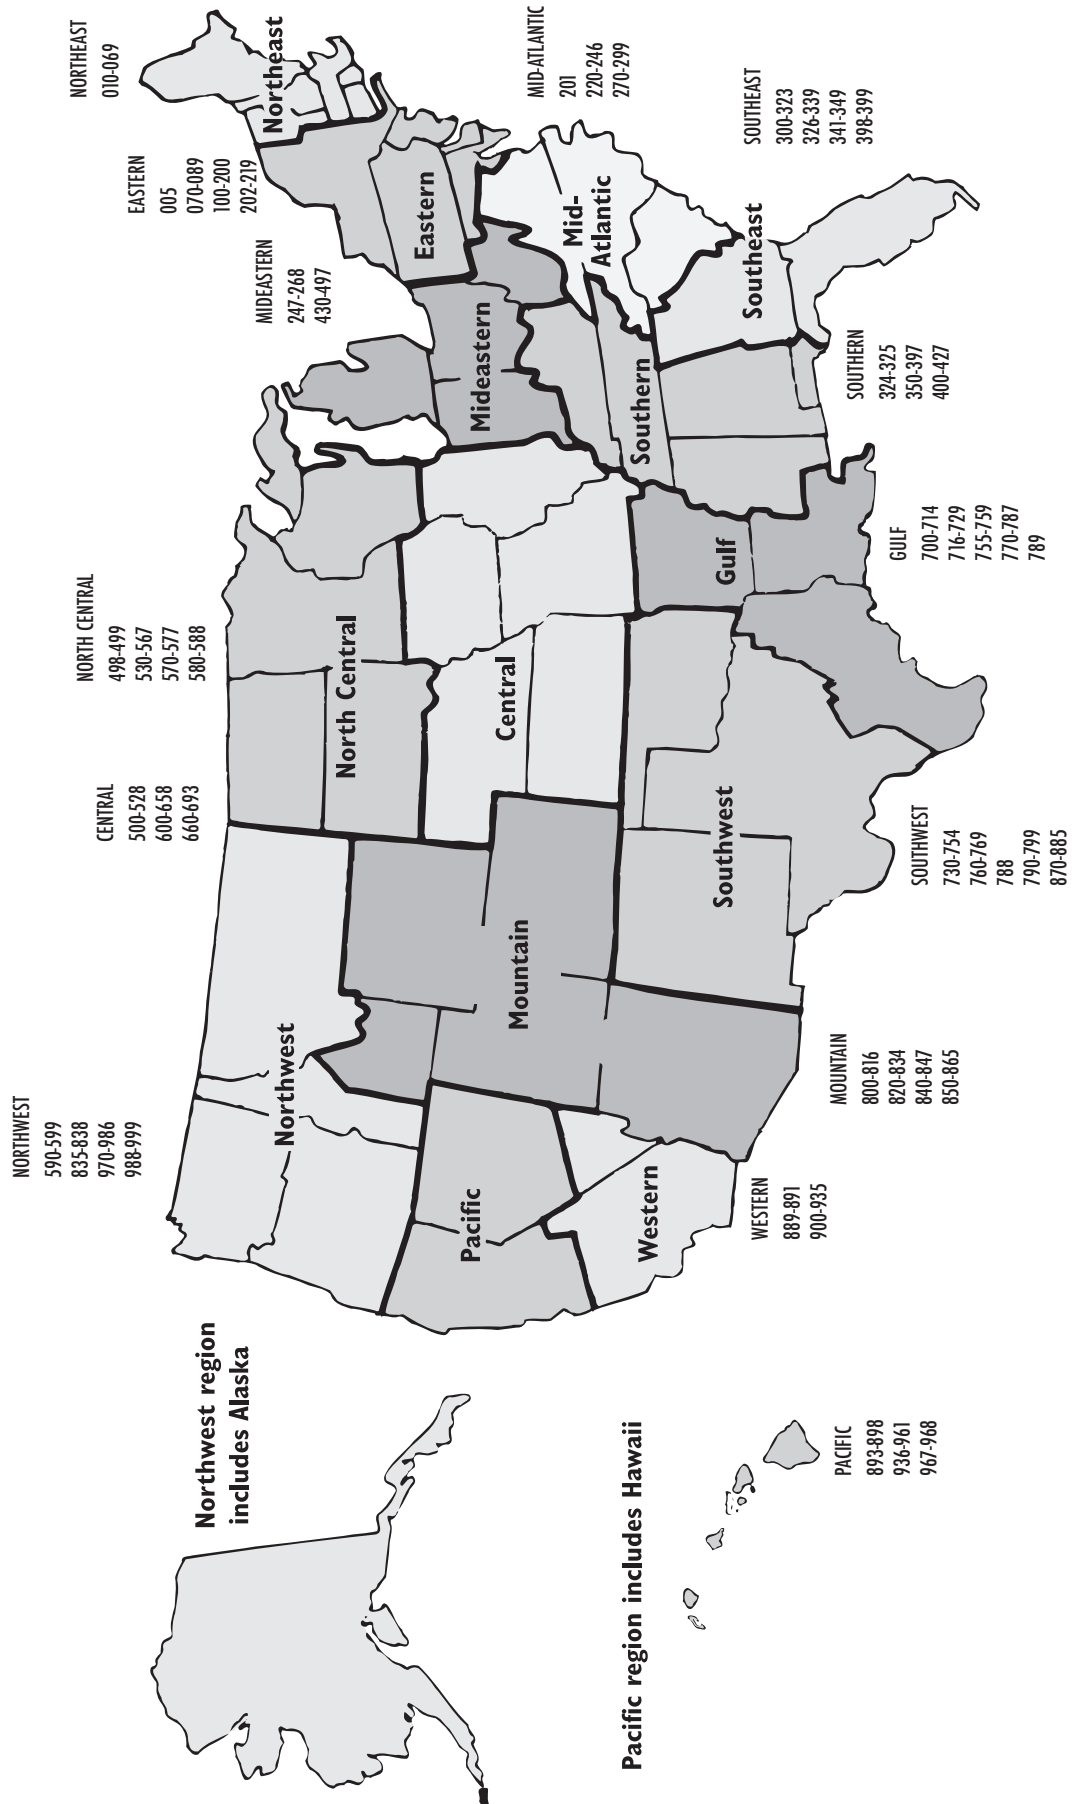 NORTHWEST
590-599
835-838
970-986
988-999
CENTRAL
500-528
600-658
660-693
NORTH CENTRAL
498-499
530-567
570-577
580-588
MIDEASTERN
247-268
430-497
EASTERN
005
070-089
100-200
202-219
NORTHEAST
010-069
Northwest region
includes Alaska
Northwest
North Central
Northeast
Pacific
Mountain
Central
Mideastern
Eastern
Western
Southwest
Gulf
Southern
Mid-
Atlantic
Southeast
MID-ATLANTIC
201
220-246
270-299
SOUTHEAST
300-323
326-339
341-349
398-399
SOUTHERN
324-325
350-397
400-427
GULF
700-714
716-729
755-759
770-787
789
SOUTHWEST
730-754
760-769
788
790-799
870-885
MOUNTAIN
800-816
820-834
840-847
850-865
WESTERN
889-891
900-935
Pacific region includes Hawaii
PACIFIC
893-898
936-961
967-968